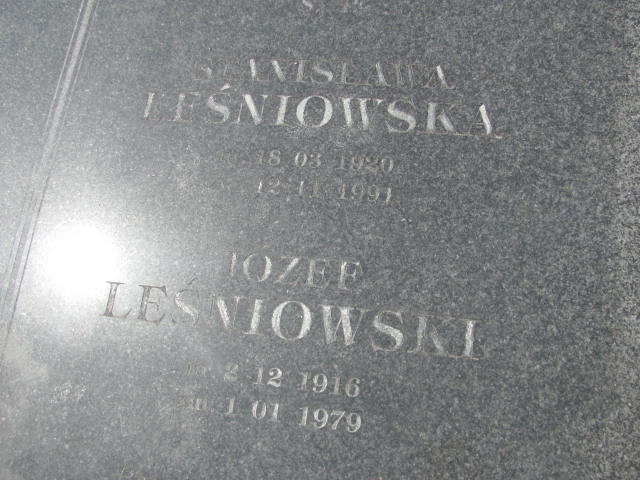 S P
STANISŁAWA
LEŚNIOWSKA
18 03 1920
12 11 1991
JÓZEF
LEŚNIOWSKI
2 12 1916
1 01 1979